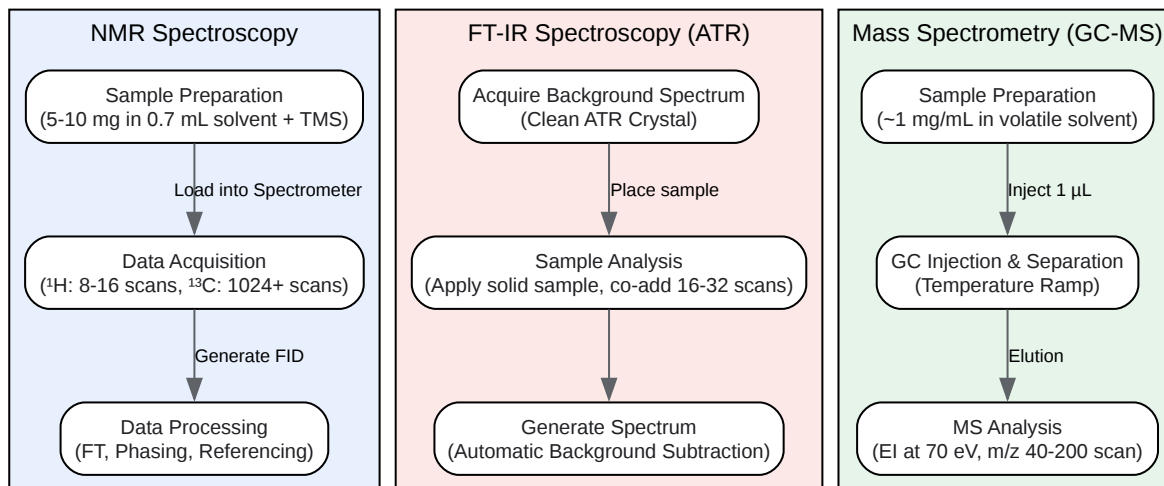 NMR Spectroscopy
Sample Preparation
(5-10 mg in 0.7 mL solvent + TMS)
Load into Spectrometer
Data Acquisition
(¹H: 8-16 scans, ¹³C: 1024+ scans)
Generate FID
Data Processing
(FT, Phasing, Referencing)
FT-IR Spectroscopy (ATR)
Acquire Background Spectrum
(Clean ATR Crystal)
Place sample
Sample Analysis
(Apply solid sample, co-add 16-32 scans)
Generate Spectrum
(Automatic Background Subtraction)
Mass Spectrometry (GC-MS)
Sample Preparation
(~1 mg/mL in volatile solvent)
Inject 1 µL
GC Injection & Separation
(Temperature Ramp)
Elution
MS Analysis
(EI at 70 eV, m/z 40-200 scan)